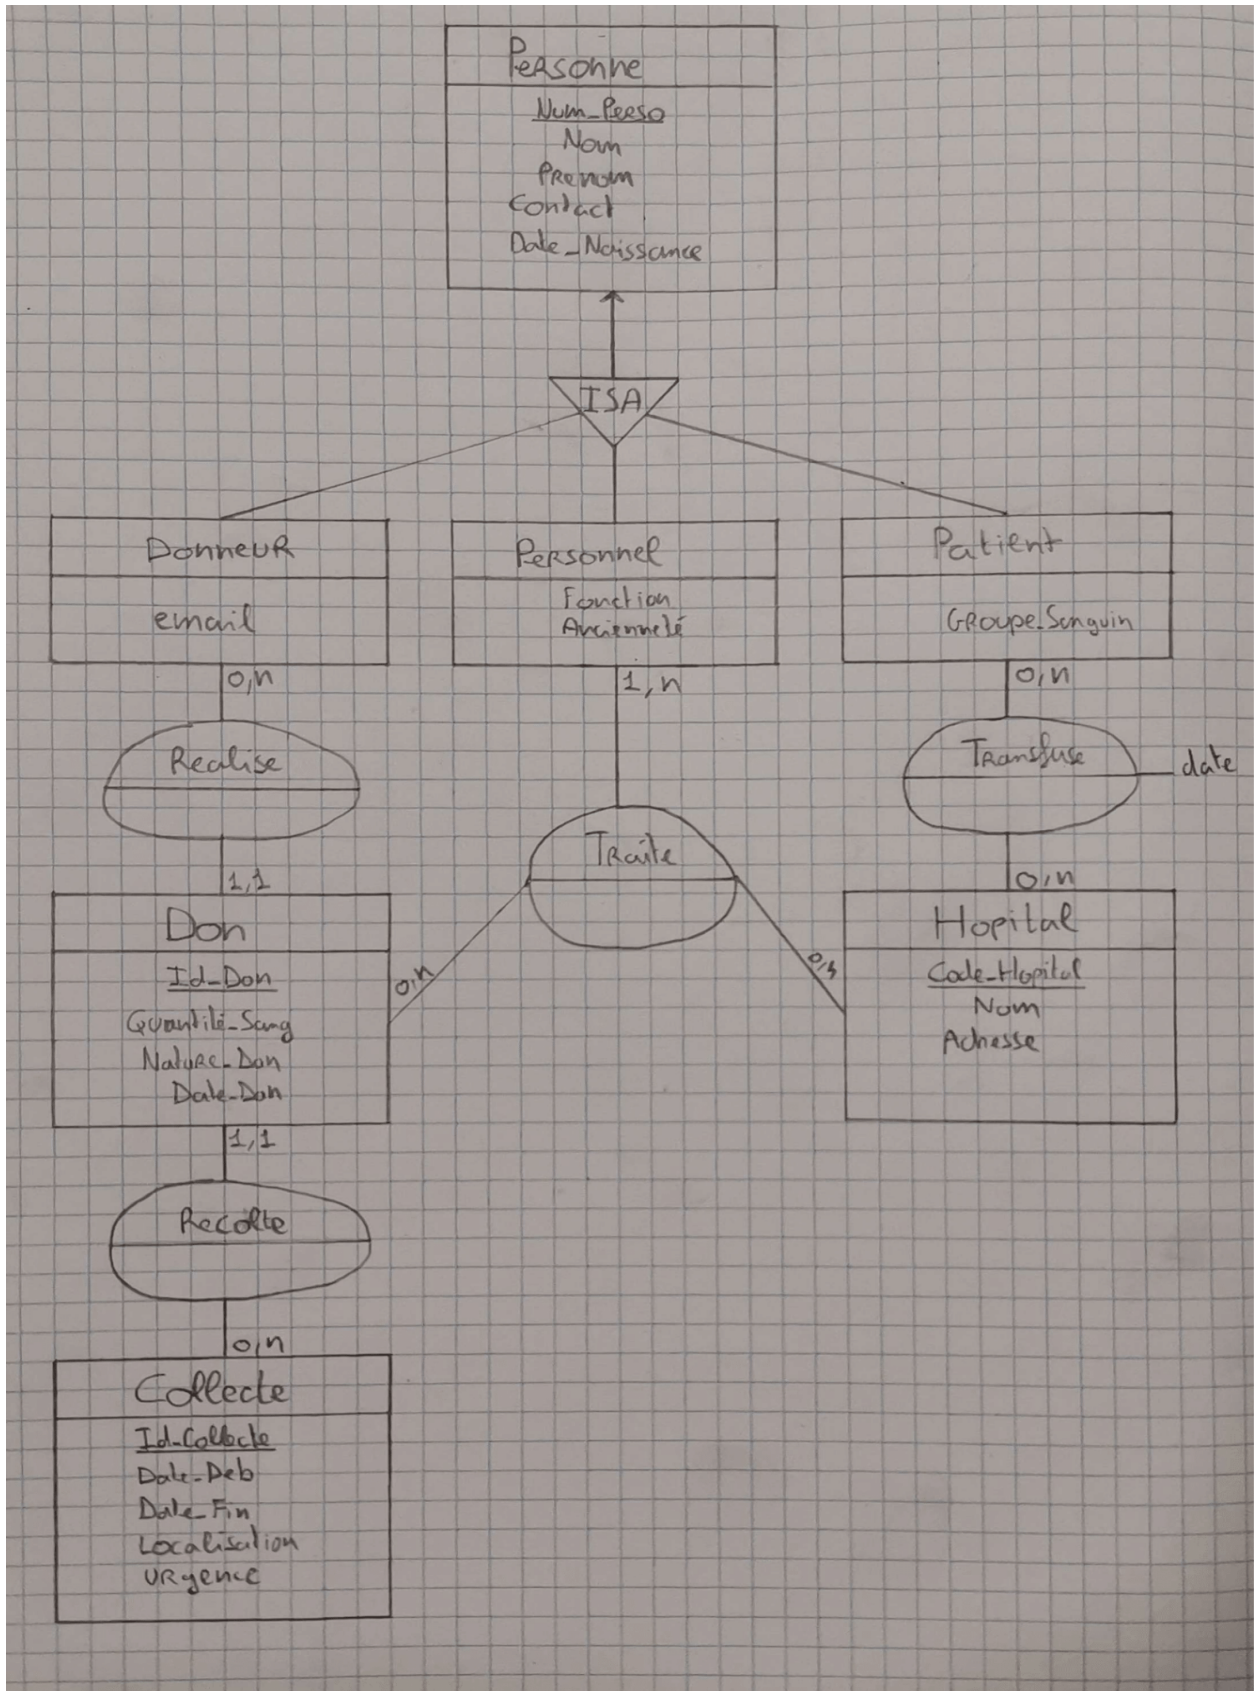 Personne
Num_Perso
Nom
Prenom
Contact
Date_Naissance
ISA
Donneur
email
Personnel
Fonction
Ancienneté
Patient
Groupe_Sanguin
0,n
1,n
0,n
Realise
Traite
Transfuse
date
1,1
0,n
Don
Id_Don
Quantité_Sang
Nature_Don
Date_Don
0,n
0,n
Hopital
Code_Hopital
Nom
Adresse
1,1
Recolte
0,n
Collecte
Id_Collecte
Date_Deb
Date_Fin
Localisation
Urgence